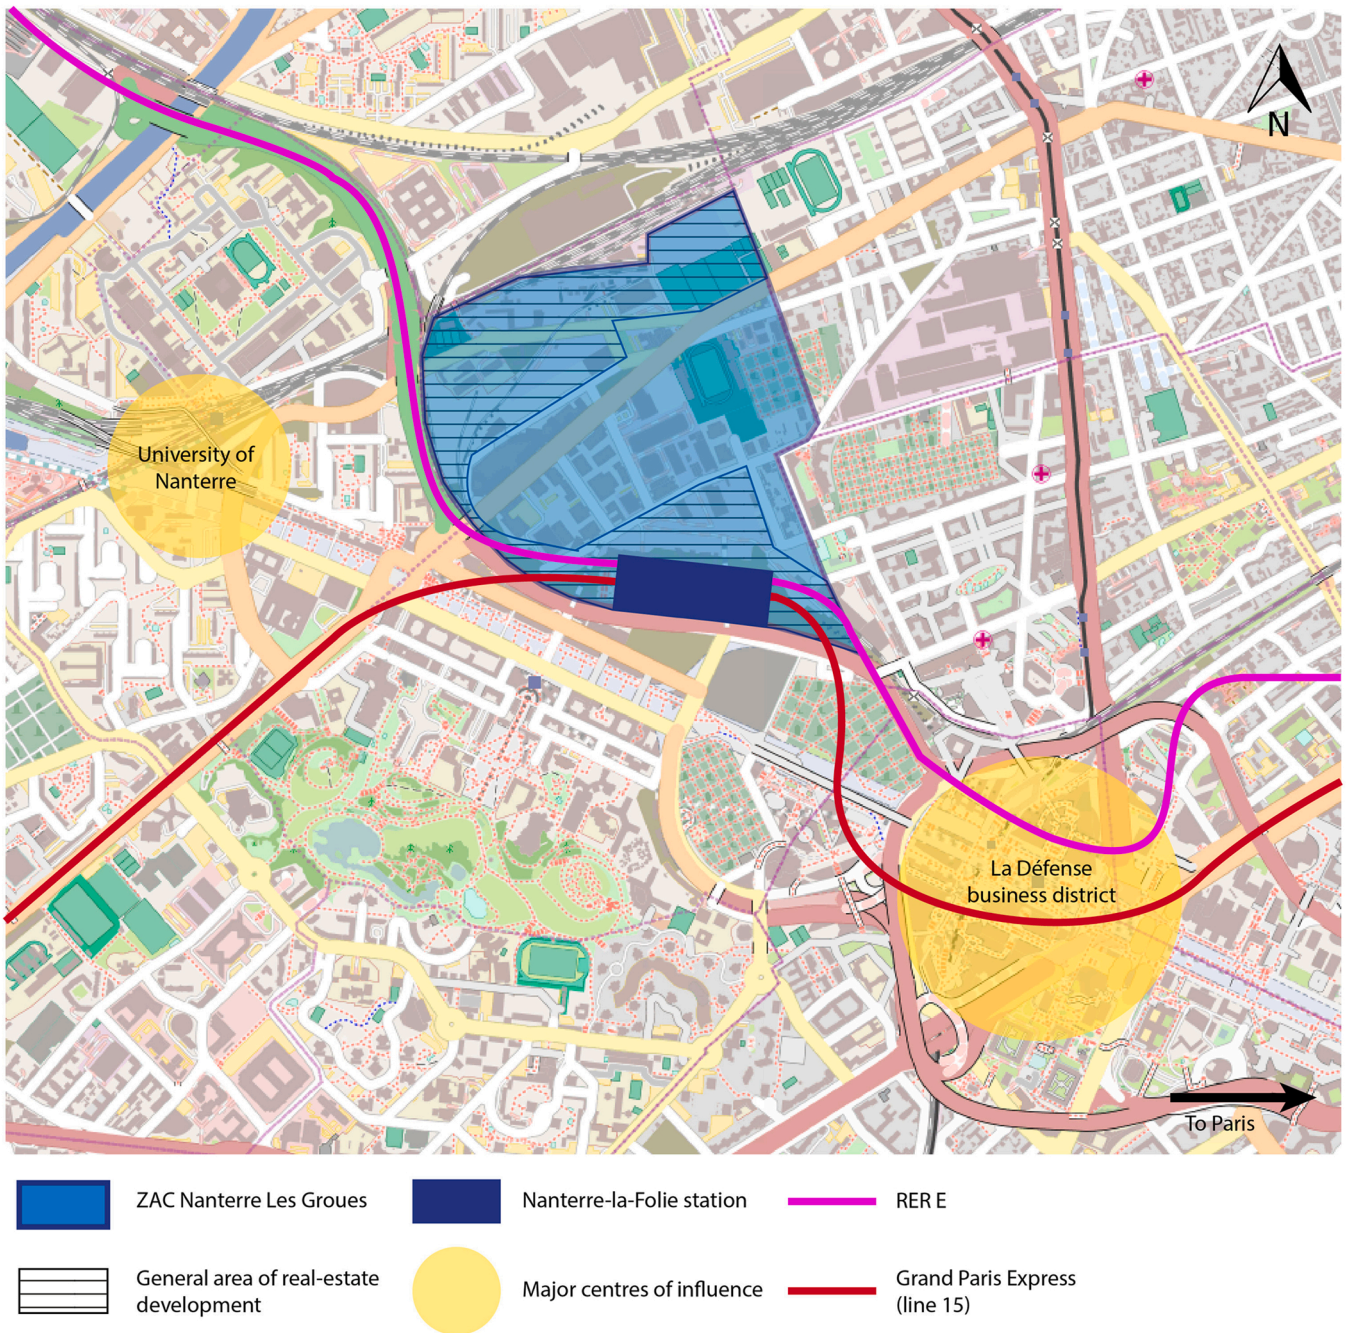 N
University of
Nanterre
La Défense
business district
To Paris
ZAC Nanterre Les Groues
Nanterre-la-Folie station
RER E
General area of real-estate
development
Major centres of influence
Grand Paris Express
(line 15)